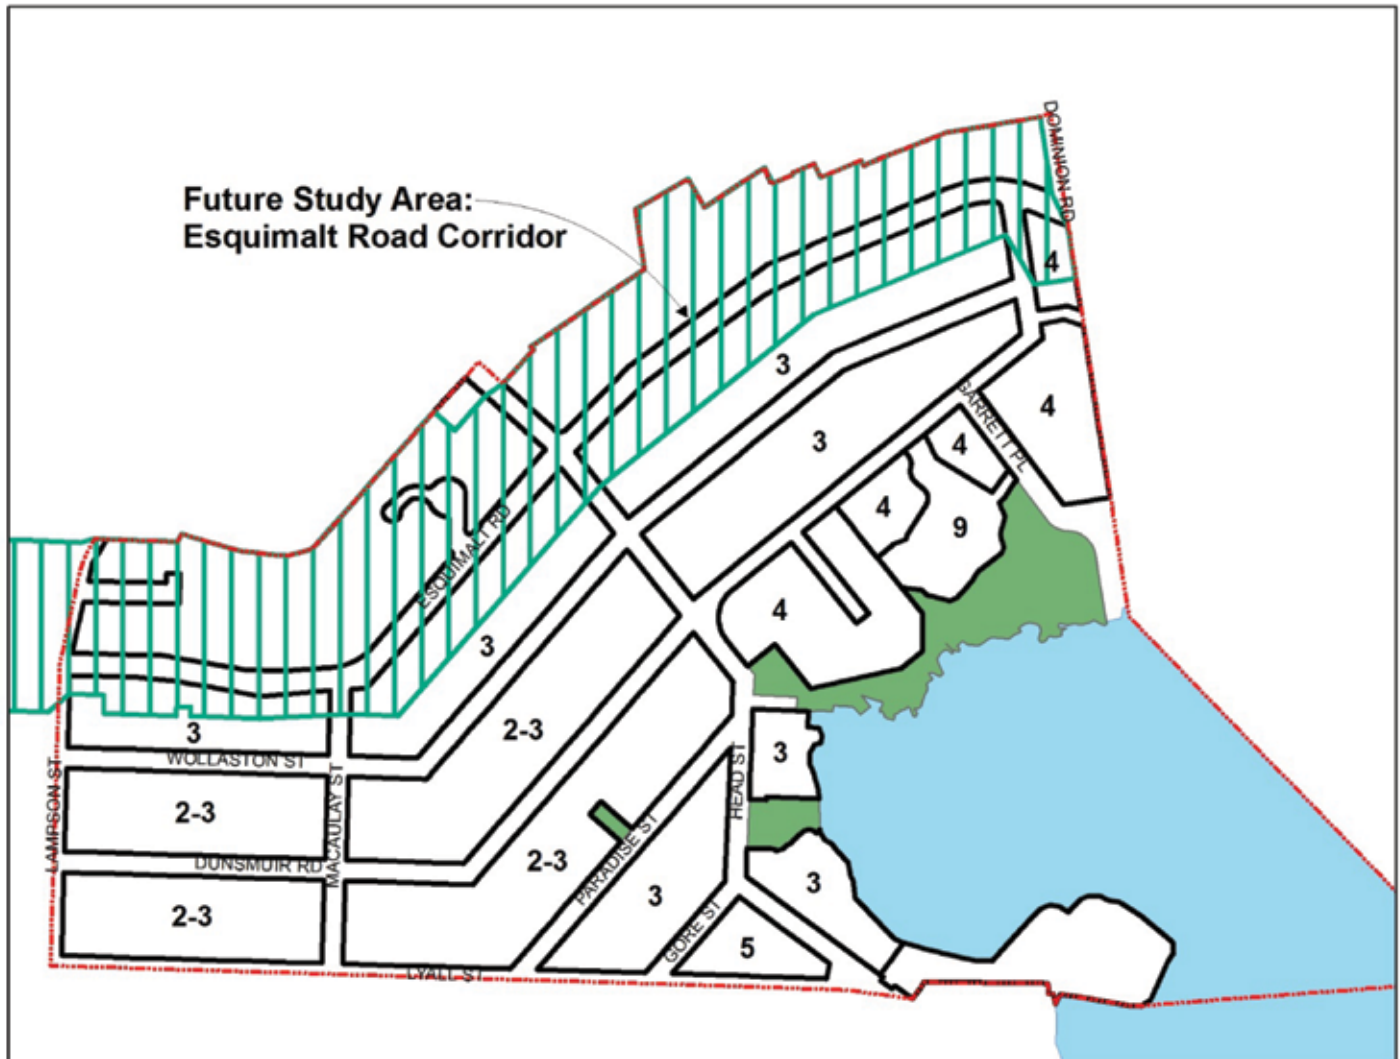 DOMINION RD
Future Study Area:
Esquimalt Road Corridor
4
3
4
3
GARRETT PL
4
4
9
ESQUIMALT RD
4
3
2-3
3
WOLLASTON ST
3
HEAD ST
LAMPSON ST
2-3
MACAULAY ST
DUNSMUIR RD
2-3
PARADISE ST
3
3
2-3
GORE ST
5
LYALL ST